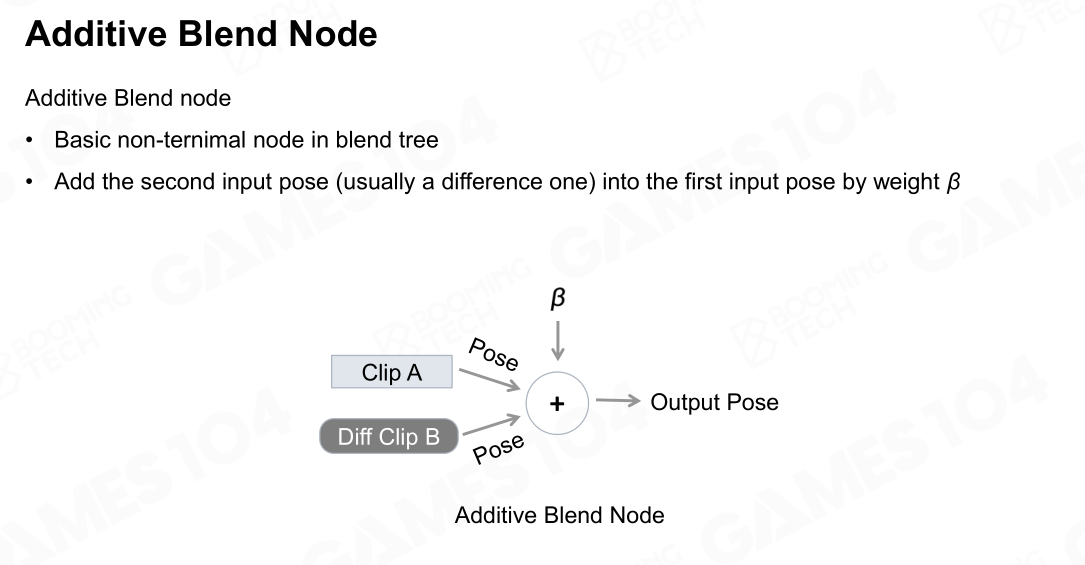 Additive Blend Node
Additive Blend node
• Basic non-ternimal node in blend tree
• Add the second input pose (usually a difference one) into the first input pose by weight β
β
Clip A
Pose
+
Output Pose
Diff Clip B
Pose
Additive Blend Node
BOOMING TECH
GAMES104